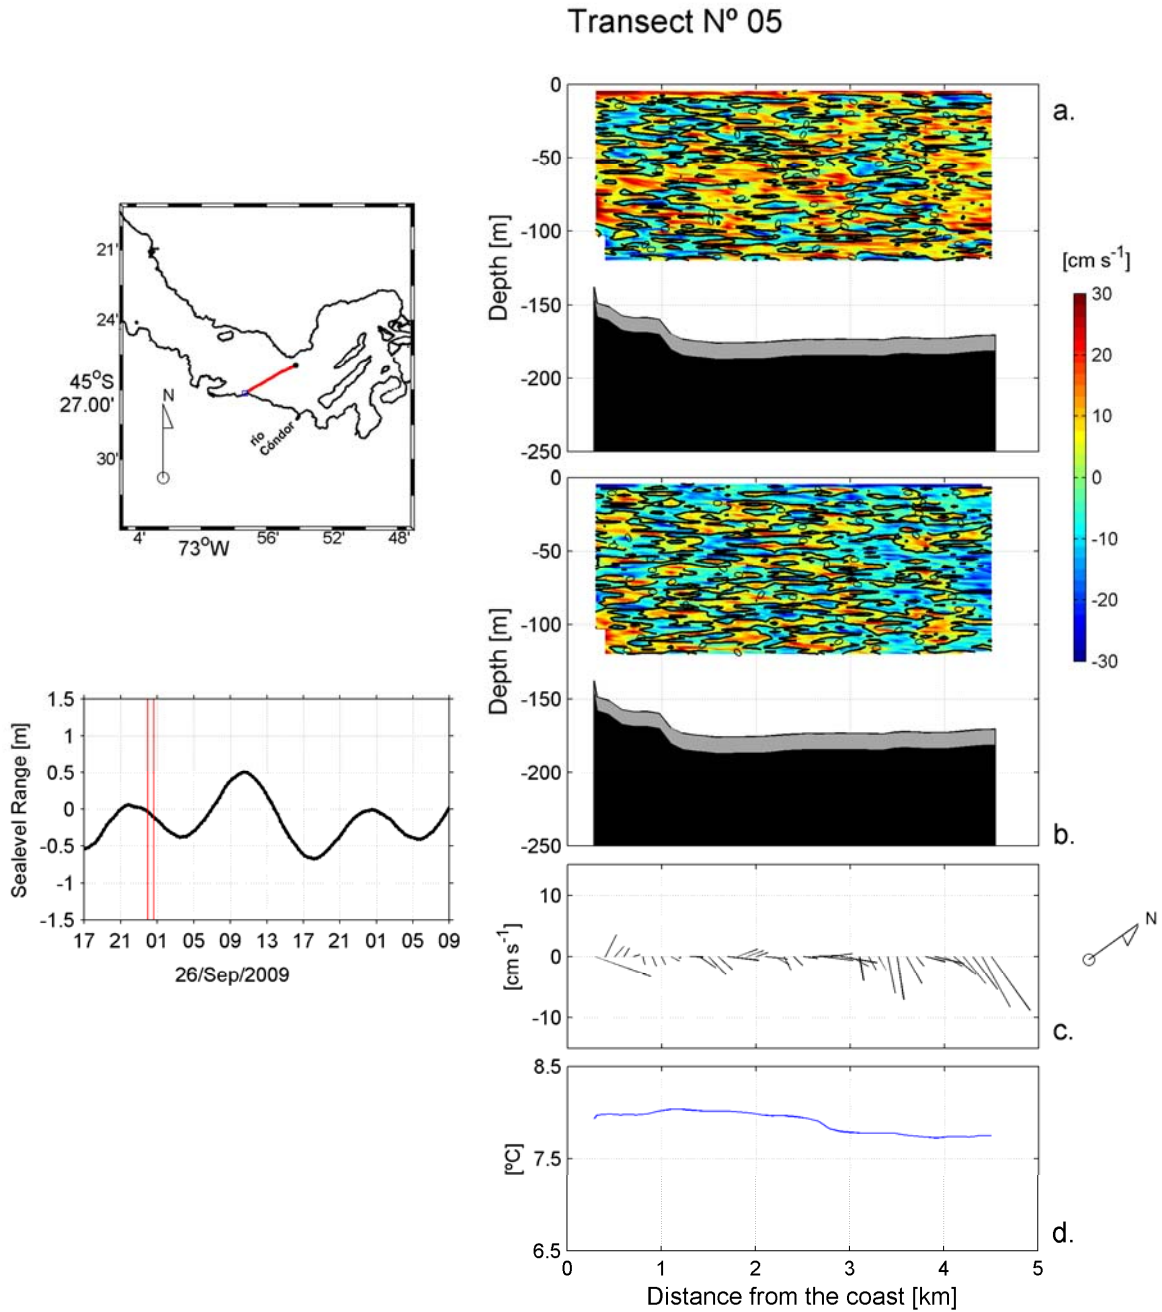 Transect Nº 05
a.
0
-50
-100
-150
-200
-250
Depth [m]
[cm s⁻¹]
30
20
10
0
-10
-20
-30
21'
24'
45ºS
27.00'
30'
N
río
Cóndor
4'
73ºW
56'
52'
48'
0
-50
-100
-150
-200
-250
Depth [m]
b.
1.5
1
0.5
0
-0.5
-1
-1.5
Sealevel Range [m]
17 21 01 05 09 13 17 21 01 05 09
26/Sep/2009
10
0
-10
[cm s⁻¹]
N
c.
8.5
7.5
6.5
[ºC]
d.
0 1 2 3 4 5
Distance from the coast [km]